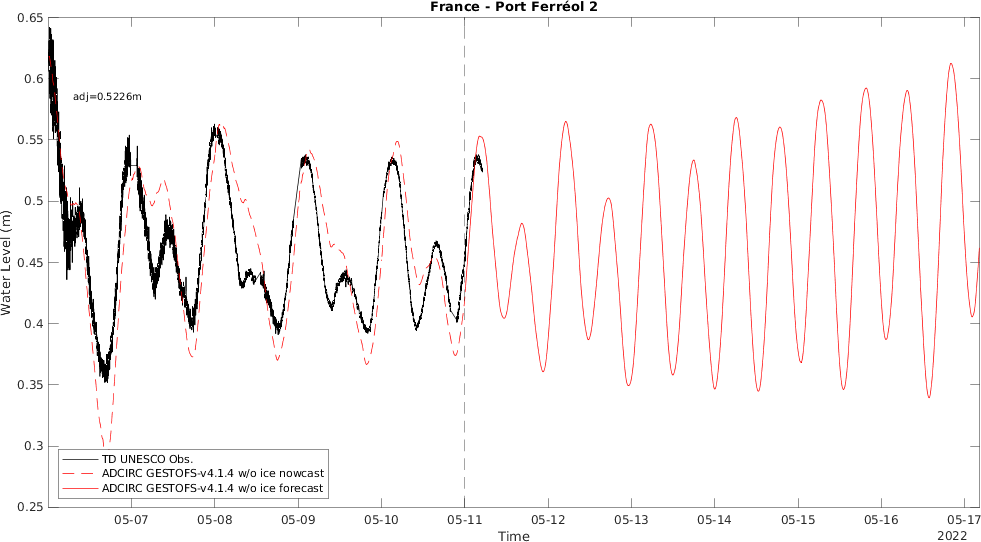 France - Port Ferréol 2
0.65
0.6
0.55
0.5
0.45
0.4
0.35
0.3
0.25
Water Level (m)
adj=0.5226m
TD UNESCO Obs.
ADCIRC GESTOFS-v4.1.4 w/o ice nowcast
ADCIRC GESTOFS-v4.1.4 w/o ice forecast
05-07 05-08 05-09 05-10 05-11 05-12 05-13 05-14 05-15 05-16 05-17
Time
2022